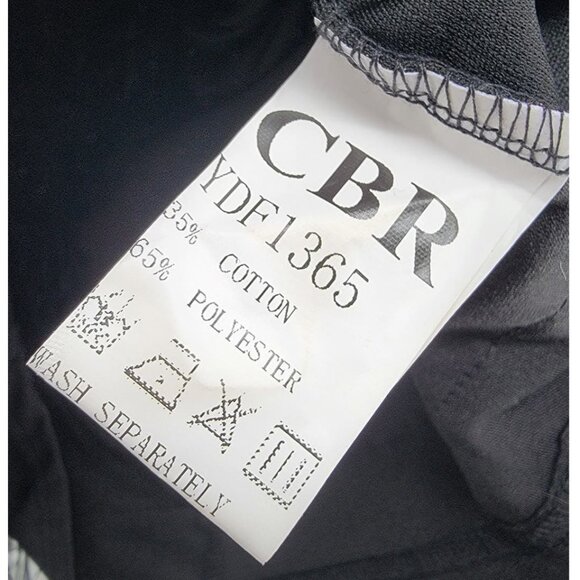 CBR
YDF1365
35% COTTON
65% POLYESTER
WASH SEPARATELY